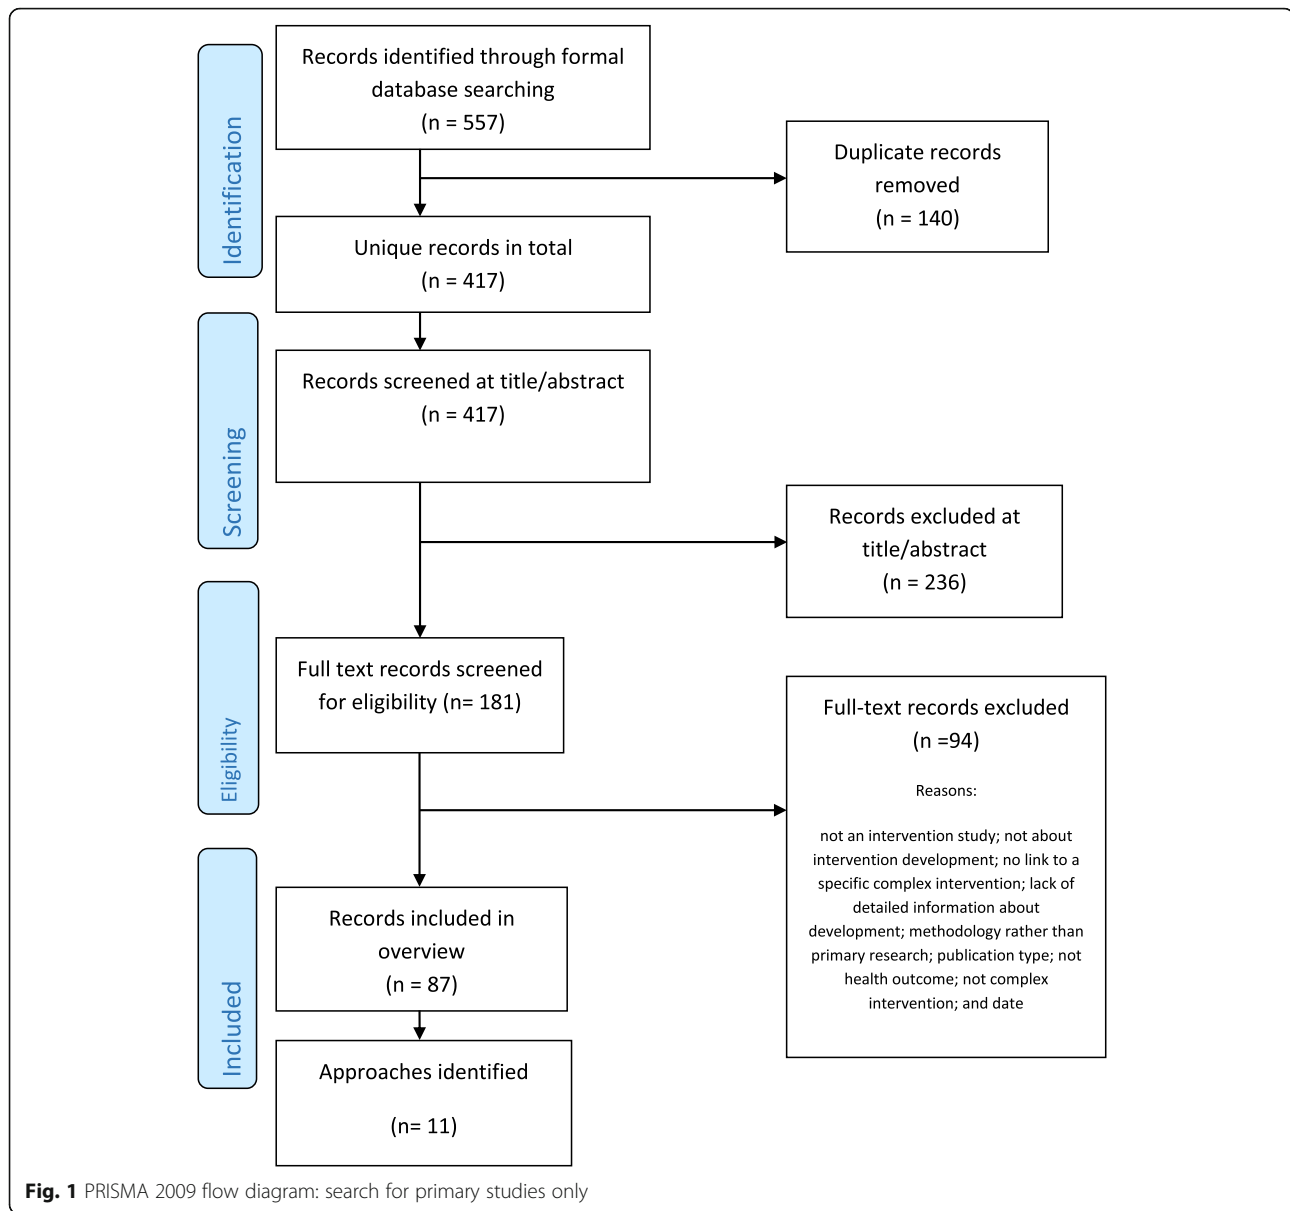 Identification
Records identified through formal
database searching
(n = 557)
Duplicate records
removed
(n = 140)
Unique records in total
(n = 417)
Screening
Records screened at title/abstract
(n = 417)
Records excluded at
title/abstract
(n = 236)
Eligibility
Full text records screened
for eligibility (n= 181)
Full-text records excluded
(n =94)
Reasons:
not an intervention study; not about
intervention development; no link to a
specific complex intervention; lack of
detailed information about
development; methodology rather than
primary research; publication type; not
health outcome; not complex
intervention; and date
Included
Records included in
overview
(n = 87)
Approaches identified
(n= 11)
Fig. 1 PRISMA 2009 flow diagram: search for primary studies only